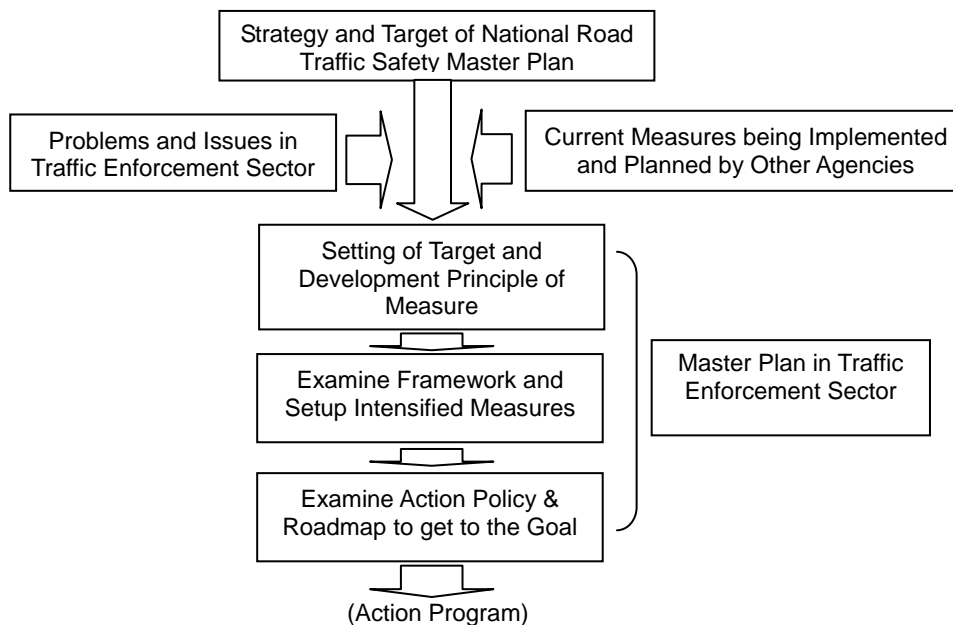 Strategy and Target of National Road
Traffic Safety Master Plan
Problems and Issues in
Traffic Enforcement Sector
Current Measures being Implemented
and Planned by Other Agencies
Setting of Target and
Development Principle of
Measure
Examine Framework and
Setup Intensified Measures
Master Plan in Traffic
Enforcement Sector
Examine Action Policy &
Roadmap to get to the Goal
(Action Program)